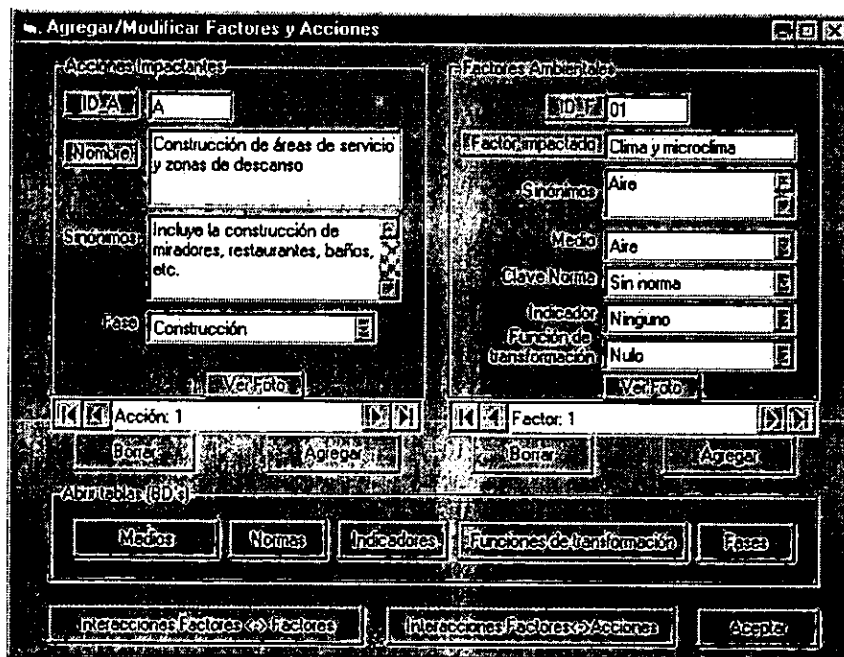 Agregar/Modificar Factores y Acciones
Acciones Impactantes
ID_A
A
Nombre
Construcción de áreas de servicio
y zonas de descanso
Sinónimos
Incluye la construcción de
miradores, restaurantes, baños,
etc.
Fase
Construcción
Ver Foto
Acción: 1
Borrar
Agregar
Factores Ambientales
ID_F
01
Factor impactado
Clima y microclima
Sinónimos
Aire
Medio
Aire
Clave Norma
Sin norma
Indicador
Ninguno
Función de
transformación
Nulo
Ver Foto
Factor: 1
Borrar
Agregar
Abrir tablas (BD's)
Medios
Normas
Indicadores
Funciones de transformación
Fases
Interacciones Factores <-> Factores
Interacciones Factores <-> Acciones
Aceptar